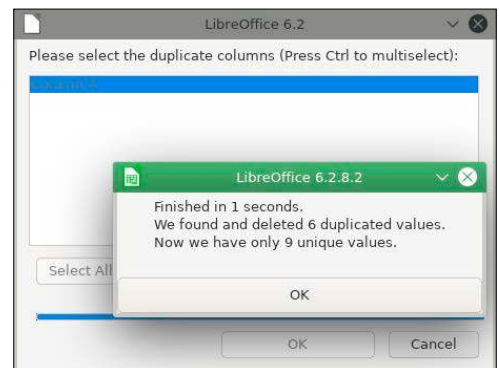 LibreOffice 6.2
Please select the duplicate columns (Press Ctrl to multiselect):
Column A
LibreOffice 6.2.8.2
Finished in 1 seconds.
We found and deleted 6 duplicated values.
Now we have only 9 unique values.
OK
Select All
OK
Cancel